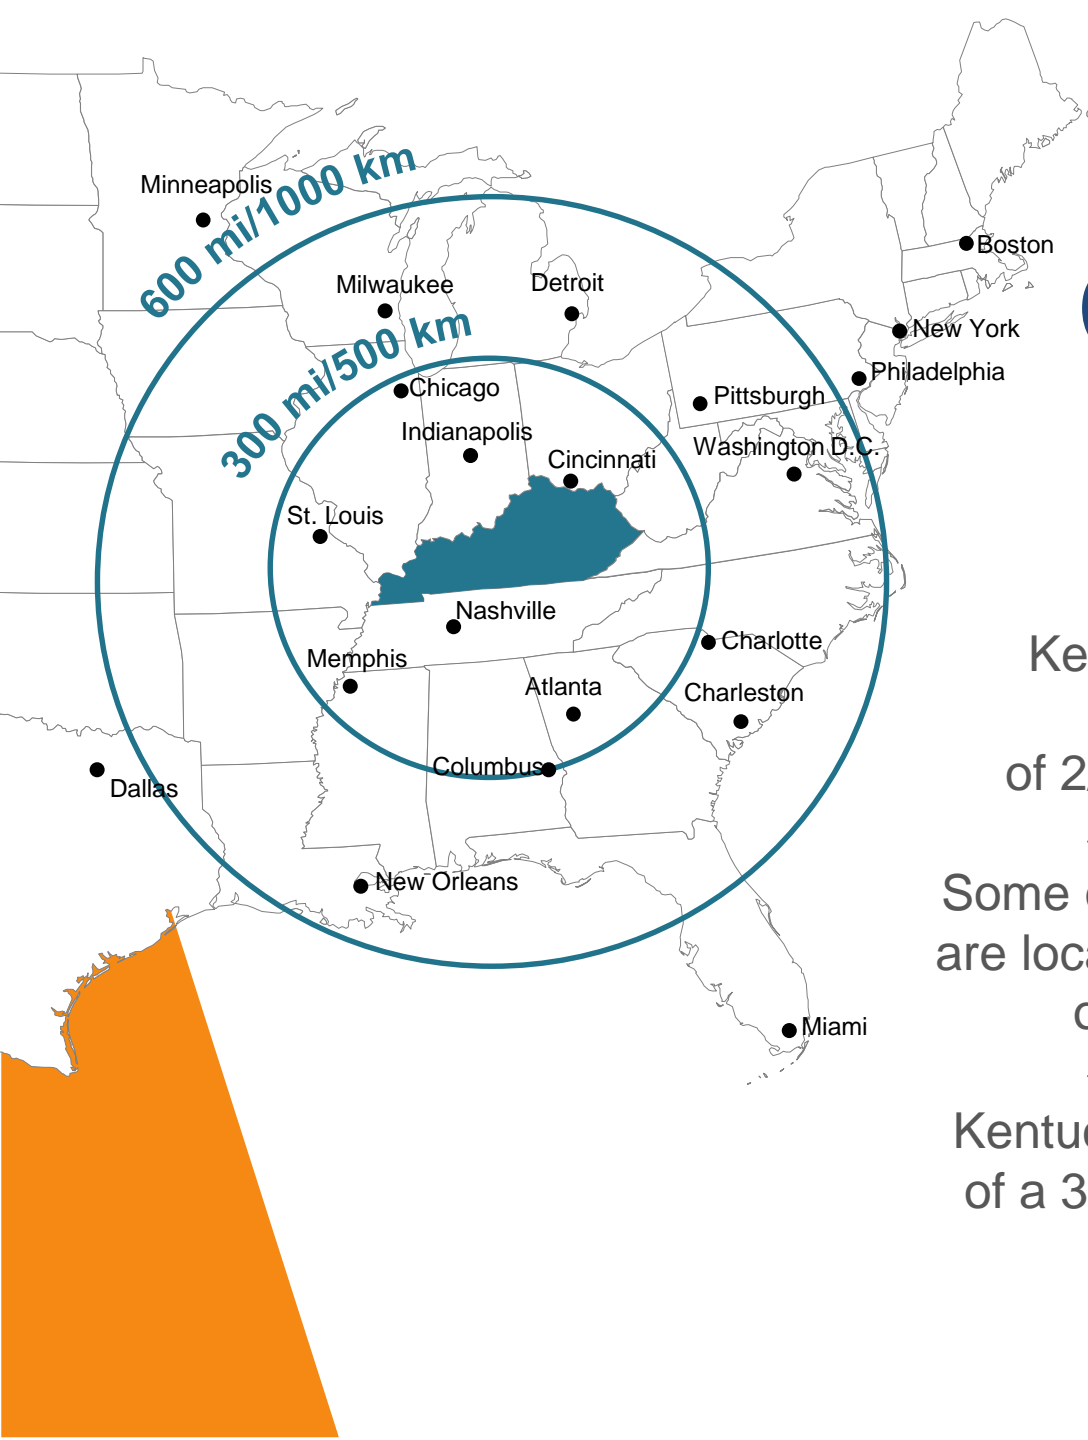 Minneapolis
600 mi/1000 km
Boston
Milwaukee
Detroit
300 mi/500 km
New York
Philadelphia
Chicago
Pittsburgh
Indianapolis
Washington D.C.
Cincinnati
St. Louis
Nashville
Charlotte
Ke
Memphis
Atlanta
Charleston
Columbus
of 2
Dallas
New Orleans
Some
are loca
Miami
Kentuc
of a 3